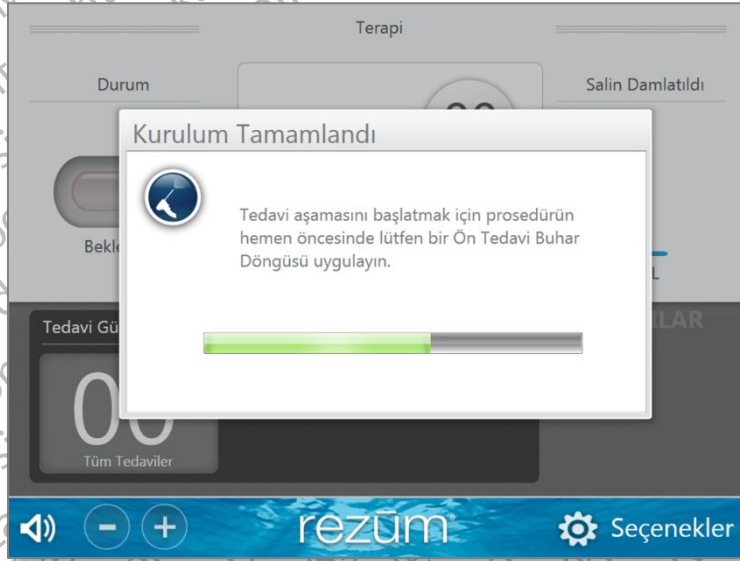 Terapi
Durum
Salin Damlatıldı
Kurulum Tamamlandı
Tedavi aşamasını başlatmak için prosedürün
hemen öncesinde lütfen bir Ön Tedavi Buhar
Döngüsü uygulayın.
Tedavi
00
Tüm Tedaviler
rezūm
Seçenekler